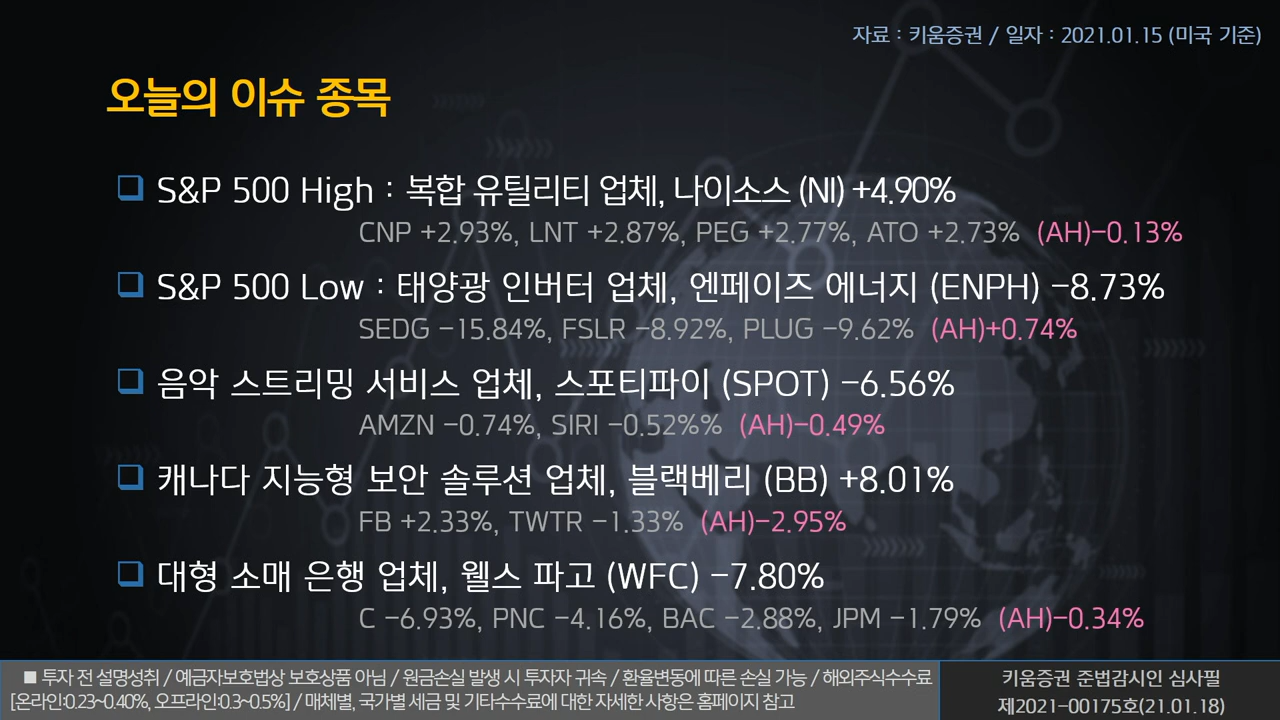 자료 : 키움증권 / 일자 : 2021.01.15 (미국 기준)
오늘의 이슈 종목
S&P 500 High : 복합 유틸리티 업체, 나이소스 (NI) +4.90%
CNP +2.93%, LNT +2.87%, PEG +2.77%, ATO +2.73% (AH)-0.13%
S&P 500 Low : 태양광 인버터 업체, 엔페이즈 에너지 (ENPH) -8.73%
SEDG -15.84%, FSLR -8.92%, PLUG -9.62% (AH)+0.74%
음악 스트리밍 서비스 업체, 스포티파이 (SPOT) -6.56%
AMZN -0.74%, SIRI -0.52%% (AH)-0.49%
캐나다 지능형 보안 솔루션 업체, 블랙베리 (BB) +8.01%
FB +2.33%, TWTR -1.33% (AH)-2.95%
대형 소매 은행 업체, 웰스 파고 (WFC) -7.80%
C -6.93%, PNC -4.16%, BAC -2.88%, JPM -1.79% (AH)-0.34%
■ 투자 전 설명성취 / 예금자보호법상 보호상품 아님 / 원금손실 발생 시 투자자 귀속 / 환율변동에 따른 손실 가능 / 해외주식수수료
[온라인:0.23~0.40%, 오프라인:0.3~0.5%] / 매체별, 국가별 세금 및 기타수수료에 대한 자세한 사항은 홈페이지 참고
키움증권 준법감시인 심사필
제2021-00175호(21.01.18)